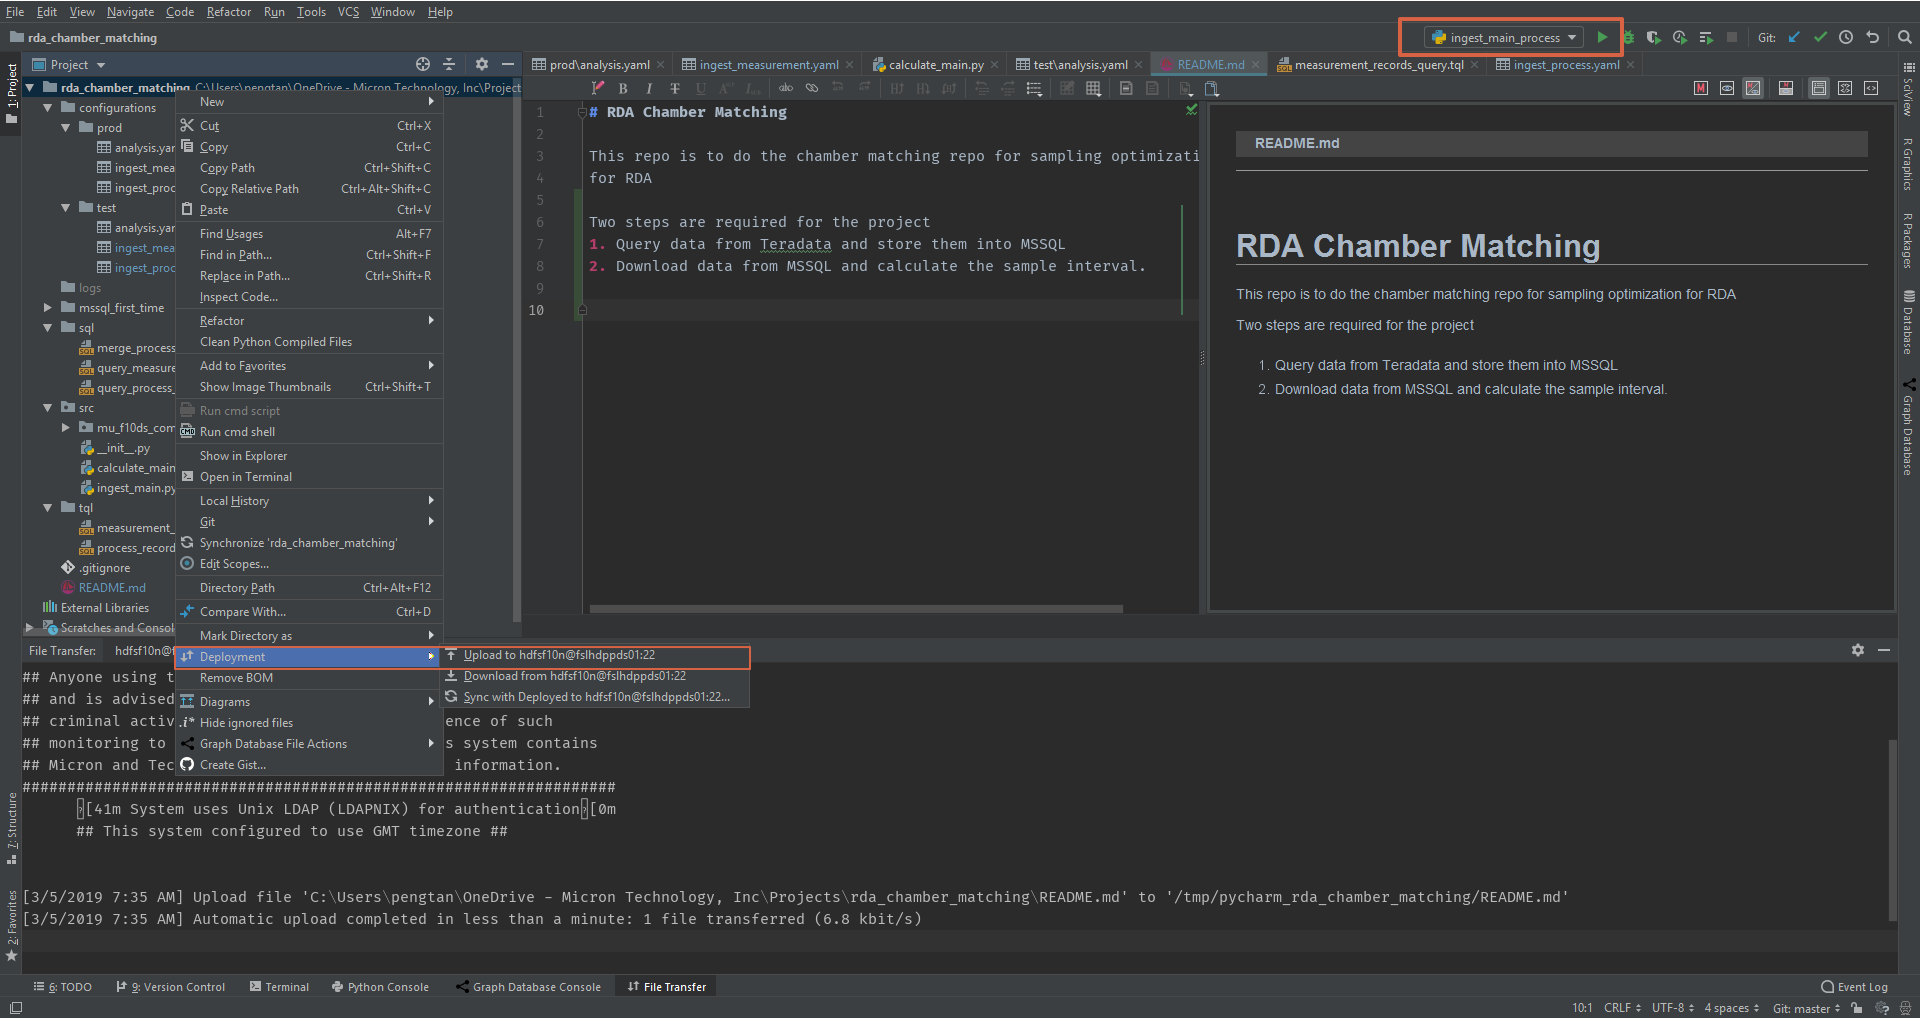 File Edit View Navigate Code Refactor Run Tools VCS Window Help
rda_chamber_matching
ingest_main_process
Git:
1: Project
Project
prod\analysis.yaml
ingest_measurement.yaml
calculate_main.py
test\analysis.yaml
README.md
measurement_records_query.tql
ingest_process.yaml
rda_chamber_matching C:\Users\pengtan\OneDrive - Micron Technology, Inc\Project
configurations
prod
analysis.yar
ingest_mea
ingest_proc
test
analysis.yar
ingest_mea
ingest_proc
logs
mssql_first_time
sql
merge_process
query_measure
query_process_
src
mu_f10ds_com
__init__.py
calculate_main
ingest_main.py
tql
measurement_
process_record
.gitignore
README.md
External Libraries
Scratches and Consol
New
Cut Ctrl+X
Copy Ctrl+C
Copy Path Ctrl+Shift+C
Copy Relative Path Ctrl+Alt+Shift+C
Paste Ctrl+V
Find Usages Alt+F7
Find in Path... Ctrl+Shift+F
Replace in Path... Ctrl+Shift+R
Inspect Code...
Refactor
Clean Python Compiled Files
Add to Favorites
Show Image Thumbnails Ctrl+Shift+T
Run cmd script
Run cmd shell
Show in Explorer
Open in Terminal
Local History
Git
Synchronize 'rda_chamber_matching'
Edit Scopes...
Directory Path Ctrl+Alt+F12
Compare With... Ctrl+D
Mark Directory as
Deployment
Remove BOM
Diagrams
Hide ignored files
Graph Database File Actions
Create Gist...
Upload to hdfsf10n@fslhdppds01:22
Download from hdfsf10n@fslhdppds01:22
Sync with Deployed to hdfsf10n@fslhdppds01:22...
1 # RDA Chamber Matching
2
3 This repo is to do the chamber matching repo for sampling optimizati
4 for RDA
5
6 Two steps are required for the project
7 1. Query data from Teradata and store them into MSSQL
8 2. Download data from MSSQL and calculate the sample interval.
9
10
README.md
RDA Chamber Matching
This repo is to do the chamber matching repo for sampling optimization for RDA
Two steps are required for the project
1. Query data from Teradata and store them into MSSQL
2. Download data from MSSQL and calculate the sample interval.
SciView
R Graphics
R Packages
Database
Graph Database
File Transfer: hdfsf10n@f
## Anyone using t
## and is advised
## criminal activ ence of such
## monitoring to s system contains
## Micron and Tec information.
##################################################################
[41m System uses Unix LDAP (LDAPNIX) for authentication [0m
## This system configured to use GMT timezone ##
[3/5/2019 7:35 AM] Upload file 'C:\Users\pengtan\OneDrive - Micron Technology, Inc\Projects\rda_chamber_matching\README.md' to '/tmp/pycharm_rda_chamber_matching/README.md'
[3/5/2019 7:35 AM] Automatic upload completed in less than a minute: 1 file transferred (6.8 kbit/s)
7: Structure
2: Favorites
6: TODO
9: Version Control
Terminal
Python Console
Graph Database Console
File Transfer
Event Log
10:1 CRLF UTF-8 4 spaces Git: master